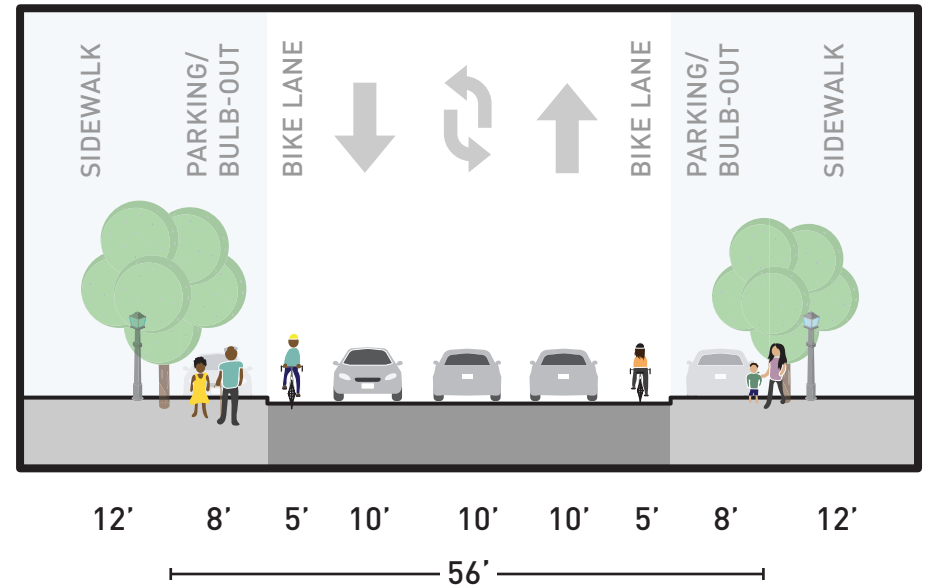 SIDEWALK
PARKING/
BULB-OUT
BIKE LANE
BIKE LANE
PARKING/
BULB-OUT
SIDEWALK
12’ 8’ 5’ 10’ 10’ 10’ 5’ 8’ 12’
56’